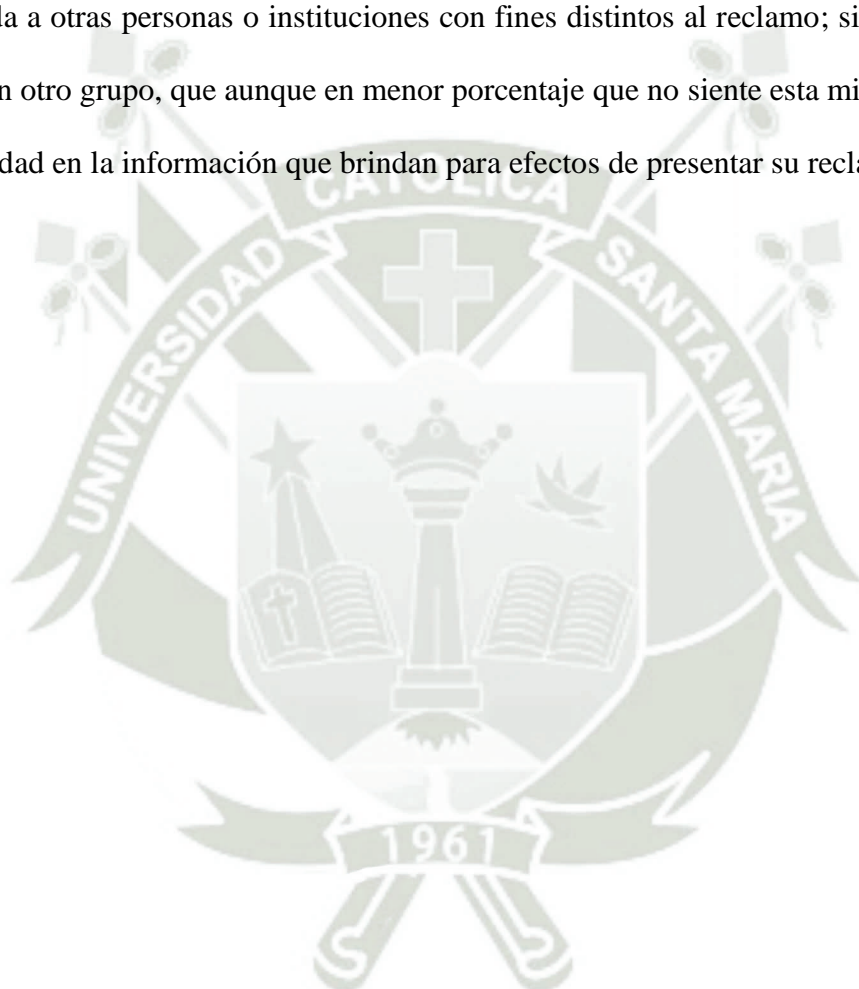 la a otras personas o instituciones con fines distintos al reclamo; si
n otro grupo, que aunque en menor porcentaje que no siente esta mi
dad en la información que brindan para efectos de presentar su recla
UNIVERSIDAD CATOLICA SANTA MARIA
1961